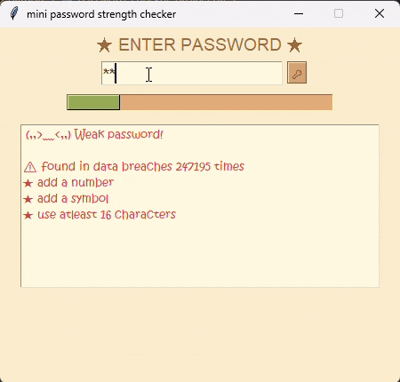 mini password strength checker
★ ENTER PASSWORD ★
**
(,,>﹏<,,) Weak password!
⚠ found in data breaches 247195 times
★ add a number
★ add a symbol
★ use atleast 16 characters